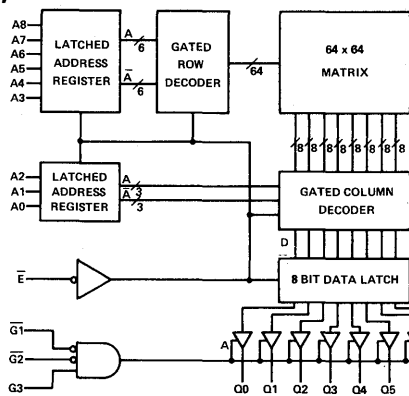 A8
A7
A6
A5
A4
A3
LATCHED
ADDRESS
REGISTER
A
6
A̅
6
GATED
ROW
DECODER
64
64 x 64
MATRIX
8 8 8 8 8 8 8 8
A2
A1
A0
LATCHED
ADDRESS
REGISTER
A
3
A̅
3
GATED COLUMN
DECODER
D
E̅
8 BIT DATA LATCH
G1̅
G2̅
G3
A
Q0 Q1 Q2 Q3 Q4 Q5